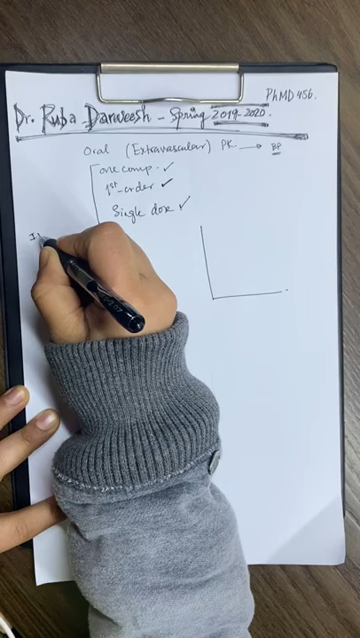 PhMD 456.
Dr. Ruba Darweesh - Spring 2019-2020.
Oral (Extravascular) PK → BP
one comp. ✓
1st-order ✓
Single dose ✓